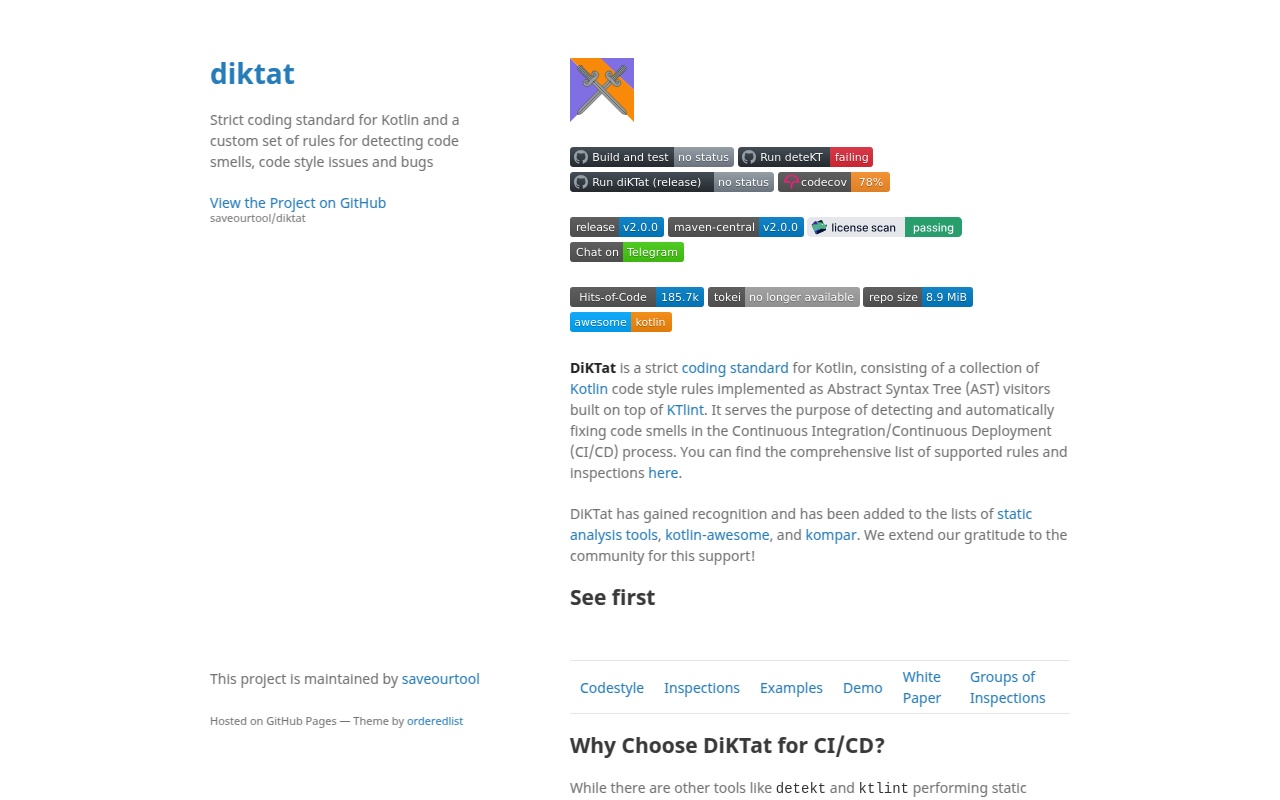 diktat
Strict coding standard for Kotlin and a
custom set of rules for detecting code
smells, code style issues and bugs
View the Project on GitHub
saveourtool/diktat
This project is maintained by saveourtool
Hosted on GitHub Pages — Theme by orderedlist
Build and test no status Run deteKT failing
Run diKTat (release) no status codecov 78%
release v2.0.0 maven-central v2.0.0 license scan passing
Chat on Telegram
Hits-of-Code 185.7k tokei no longer available repo size 8.9 MiB
awesome kotlin
DiKTat is a strict coding standard for Kotlin, consisting of a collection of
Kotlin code style rules implemented as Abstract Syntax Tree (AST) visitors
built on top of KTlint. It serves the purpose of detecting and automatically
fixing code smells in the Continuous Integration/Continuous Deployment
(CI/CD) process. You can find the comprehensive list of supported rules and
inspections here.
DiKTat has gained recognition and has been added to the lists of static
analysis tools, kotlin-awesome, and kompar. We extend our gratitude to the
community for this support!
See first
Codestyle Inspections Examples Demo White Paper Groups of Inspections
Why Choose DiKTat for CI/CD?
While there are other tools like detekt and ktlint performing static